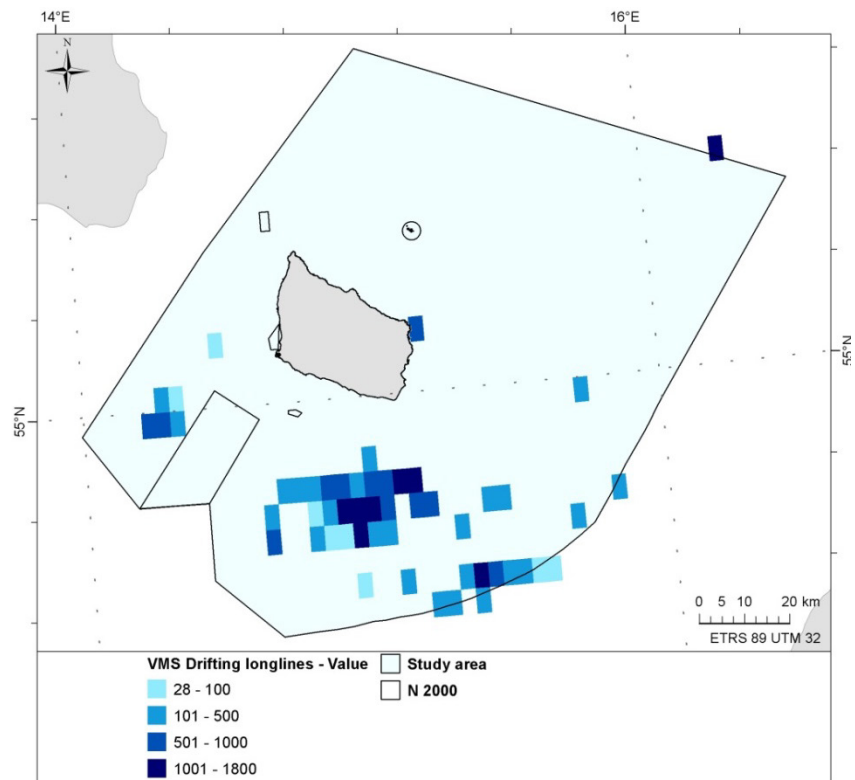 14°E
16°E
N
55°N
55°N
0 5 10 20 km
ETRS 89 UTM 32
VMS Drifting longlines - Value
28 - 100
101 - 500
501 - 1000
1001 - 1800
Study area
N 2000